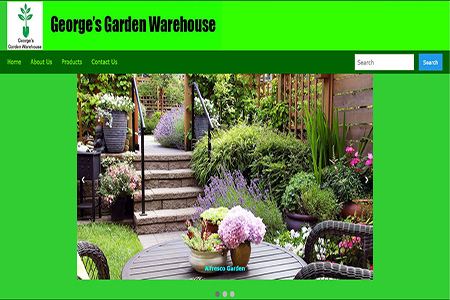 George's
Garden Warehouse
George's Garden Warehouse
Home About Us Products Contact Us
Search
Search
Alfresco Garden